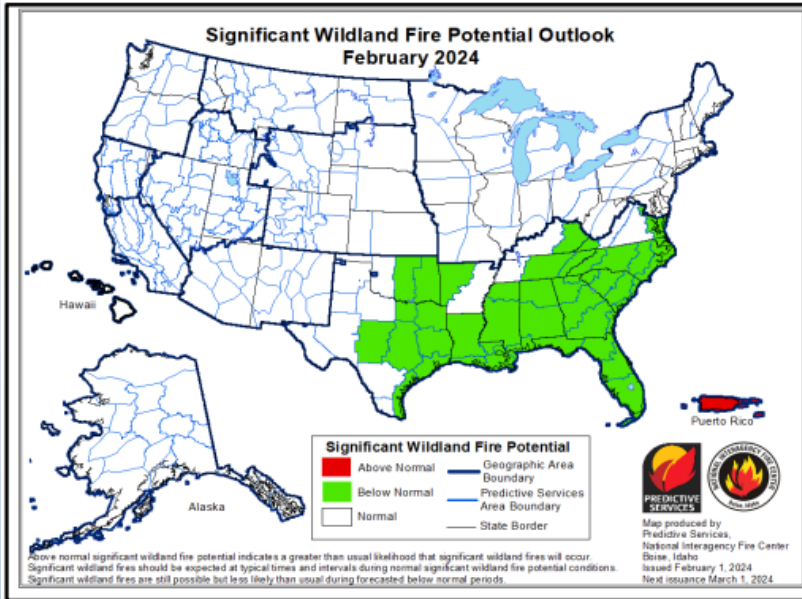 Significant Wildland Fire Potential Outlook
February 2024
Hawaii
Alaska
Puerto Rico
Significant Wildland Fire Potential
Above Normal
Below Normal
Normal
Geographic Area
Boundary
Predictive Services
Area Boundary
State Border
PREDICTIVE
SERVICES
NATIONAL INTERAGENCY FIRE CENTER
Boise, Idaho
Map produced by
Predictive Services,
National Interagency Fire Center
Boise, Idaho
Issued February 1, 2024
Next issuance March 1, 2024
Above normal significant wildland fire potential indicates a greater than usual likelihood that significant wildland fires will occur.
Significant wildland fires should be expected at typical times and intervals during normal significant wildland fire potential conditions.
Significant wildland fires are still possible but less likely than usual during forecasted below normal periods.